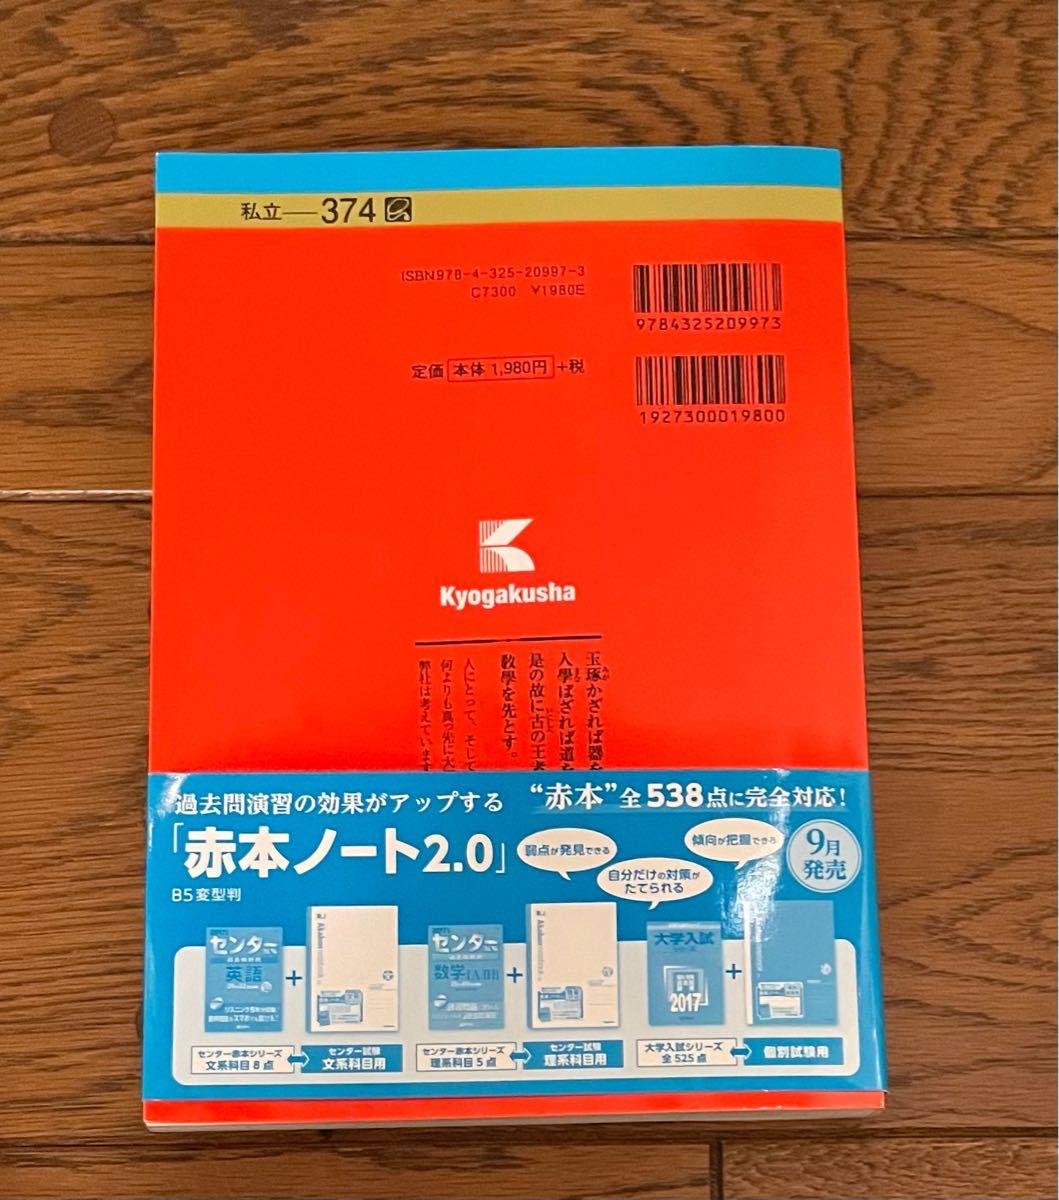 私立—374
ISBN978-4-325-20997-3
C7300 ¥1980E
9784325209973
定価 本体1,980円 +税
1927300019800
Kyogakusha
玉琢かざれば器を
人學ばざれば道を
是の故に古の王者
敎學を先とす。
人にとって、そして
何よりも真っ先に大
弊社は考えています
過去問演習の効果がアップする
“赤本”全538点に完全対応！
「赤本ノート2.0」
B5変型判
弱点が発見できる
自分だけの対策が
たてられる
傾向が把握できる
9月
発売
センター
英語
+
センター
数学ⅠA/ⅡB
+
大学入試
シリーズ
2017
+
センター赤本シリーズ
文系科目8点
センター試験
文系科目用
センター赤本シリーズ
理系科目5点
センター試験
理系科目用
大学入試シリーズ
全525点
個別試験用